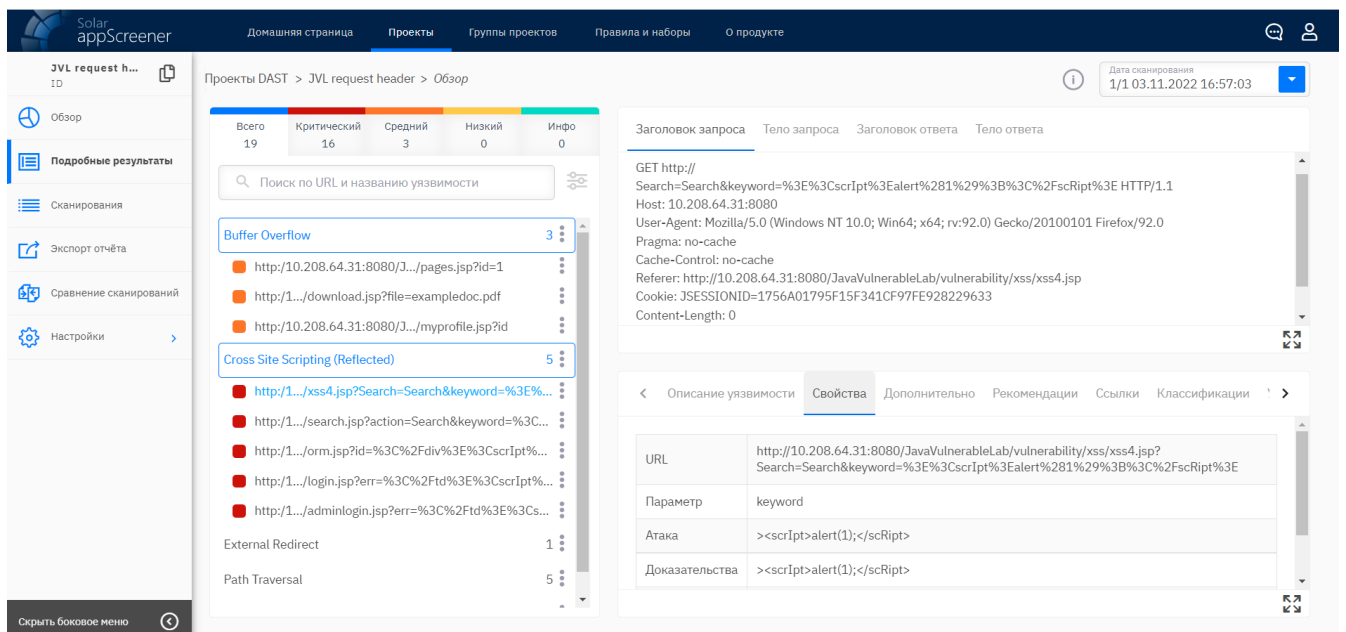 Solar
appScreener
Домашняя страница
Проекты
Группы проектов
Правила и наборы
О продукте
JVL request h...
ID
Обзор
Подробные результаты
Сканирования
Экспорт отчёта
Сравнение сканирований
Настройки
Скрыть боковое меню
Проекты DAST > JVL request header > Обзор
Дата сканирования
1/1 03.11.2022 16:57:03
Всего Критический Средний Низкий Инфо
19 16 3 0 0
Поиск по URL и названию уязвимости
Buffer Overflow 3
http:/10.208.64.31:8080/J.../pages.jsp?id=1
http:/1.../download.jsp?file=exampledoc.pdf
http:/10.208.64.31:8080/J.../myprofile.jsp?id
Cross Site Scripting (Reflected) 5
http:/1.../xss4.jsp?Search=Search&keyword=%3E%...
http:/1.../search.jsp?action=Search&keyword=%3C...
http:/1.../orm.jsp?id=%3C%2Fdiv%3E%3CscrIpt%...
http:/1.../login.jsp?err=%3C%2Ftd%3E%3CscrIpt%...
http:/1.../adminlogin.jsp?err=%3C%2Ftd%3E%3Cs...
External Redirect 1
Path Traversal 5
Заголовок запроса Тело запроса Заголовок ответа Тело ответа
GET http://
Search=Search&keyword=%3E%3CscrIpt%3Ealert%281%29%3B%3C%2FscRipt%3E HTTP/1.1
Host: 10.208.64.31:8080
User-Agent: Mozilla/5.0 (Windows NT 10.0; Win64; x64; rv:92.0) Gecko/20100101 Firefox/92.0
Pragma: no-cache
Cache-Control: no-cache
Referer: http://10.208.64.31:8080/JavaVulnerableLab/vulnerability/xss/xss4.jsp
Cookie: JSESSIONID=1756A01795F15F341CF97FE928229633
Content-Length: 0
Описание уязвимости Свойства Дополнительно Рекомендации Ссылки Классификации
URL
http://10.208.64.31:8080/JavaVulnerableLab/vulnerability/xss/xss4.jsp?
Search=Search&keyword=%3E%3CscrIpt%3Ealert%281%29%3B%3C%2FscRipt%3E
Параметр keyword
Атака ><scrIpt>alert(1);</scRipt>
Доказательства ><scrIpt>alert(1);</scRipt>